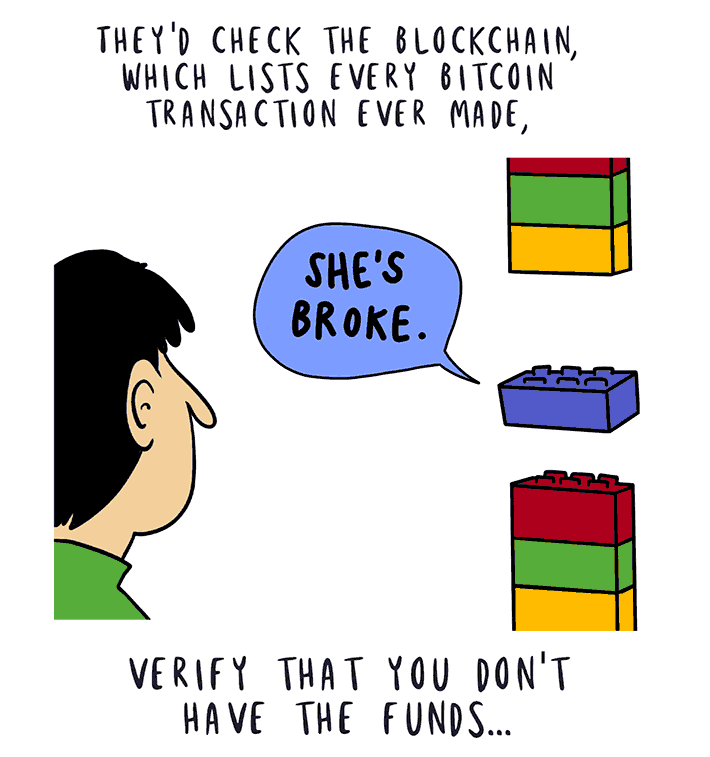 THEY'D CHECK THE BLOCKCHAIN,
WHICH LISTS EVERY BITCOIN
TRANSACTION EVER MADE,
SHE'S
BROKE.
VERIFY THAT YOU DON'T
HAVE THE FUNDS...